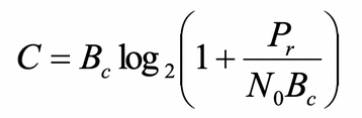 C = B_c log_2 (1 + P_r / (N_0 B_c))